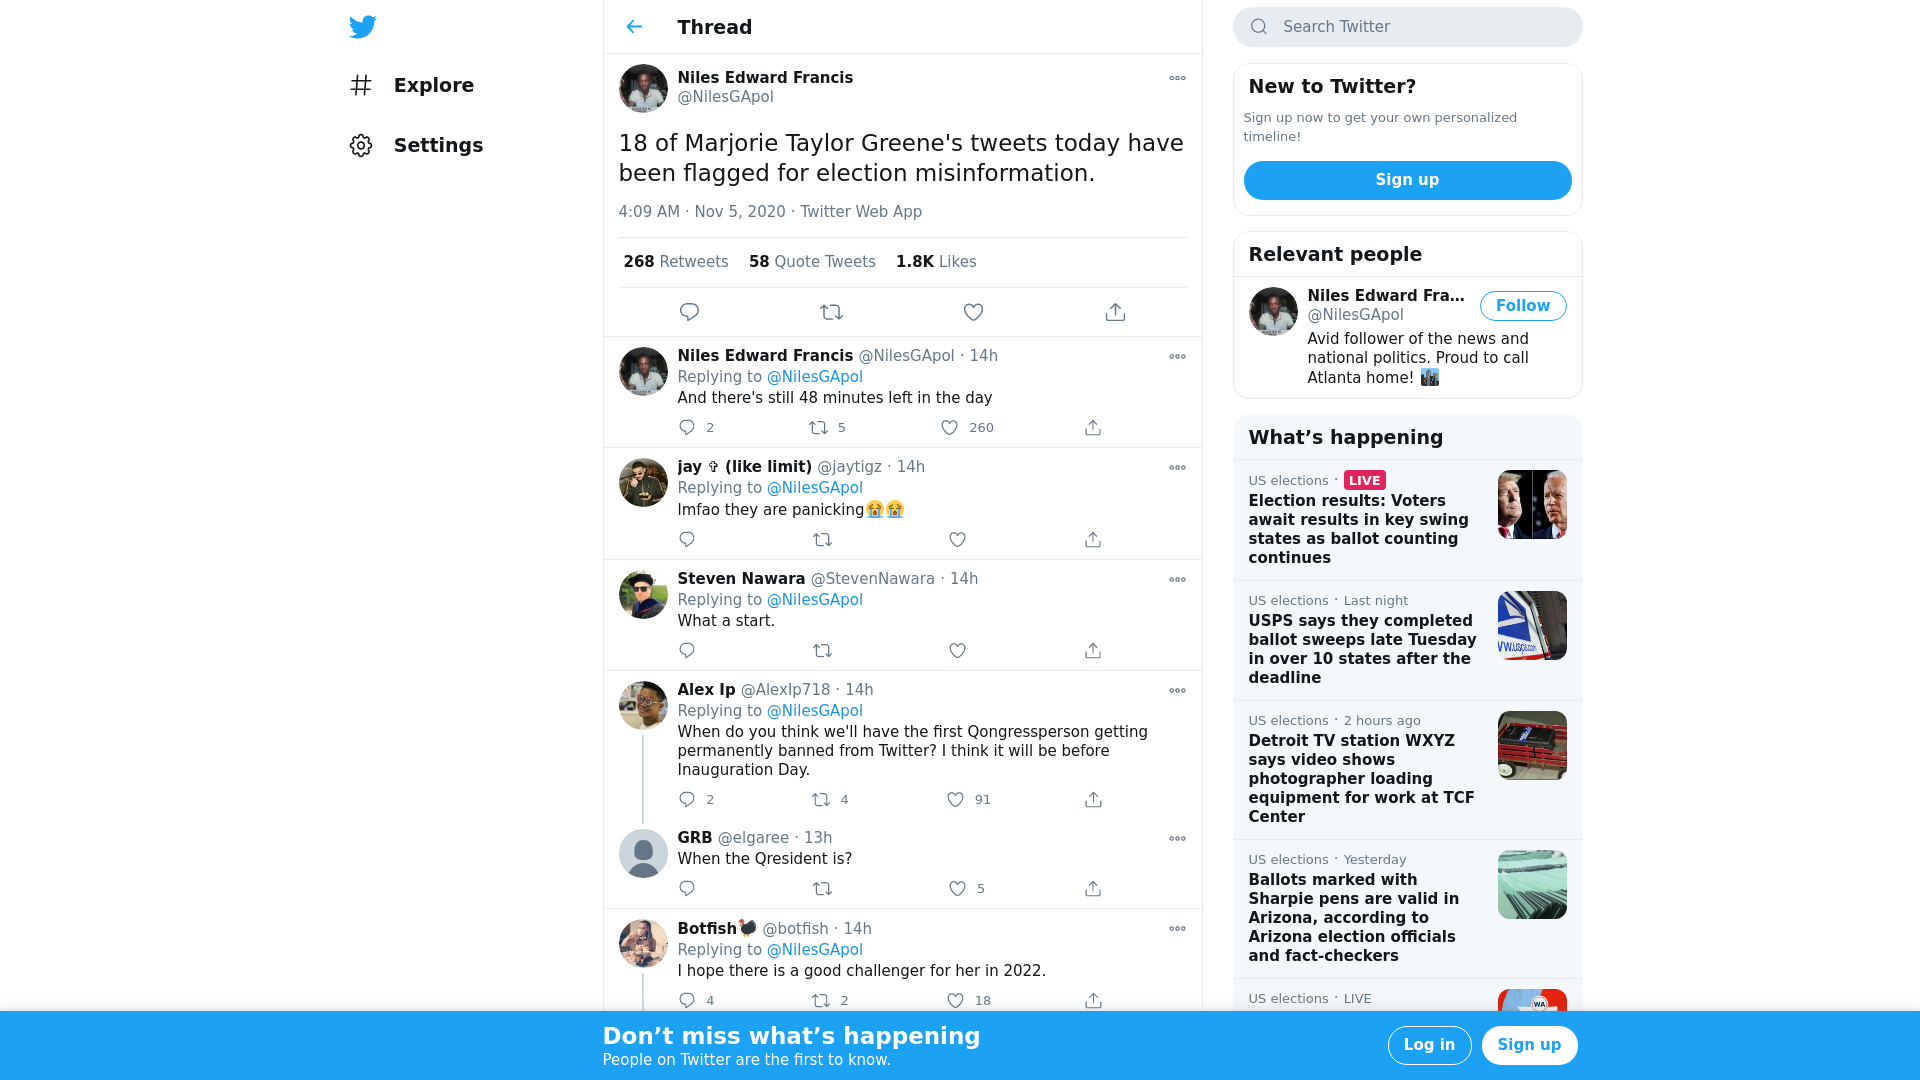 Explore
Settings
Thread
Niles Edward Francis
@NilesGApol
18 of Marjorie Taylor Greene's tweets today have
been flagged for election misinformation.
4:09 AM · Nov 5, 2020 · Twitter Web App
268 Retweets 58 Quote Tweets 1.8K Likes
Niles Edward Francis @NilesGApol · 14h
Replying to @NilesGApol
And there's still 48 minutes left in the day
2 5 260
jay ✞ (like limit) @jaytigz · 14h
Replying to @NilesGApol
lmfao they are panicking😭😭
Steven Nawara @StevenNawara · 14h
Replying to @NilesGApol
What a start.
Alex Ip @AlexIp718 · 14h
Replying to @NilesGApol
When do you think we'll have the first Qongressperson getting
permanently banned from Twitter? I think it will be before
Inauguration Day.
2 4 91
GRB @elgaree · 13h
When the Qresident is?
5
Botfish🦃 @botfish · 14h
Replying to @NilesGApol
I hope there is a good challenger for her in 2022.
4 2 18
Search Twitter
New to Twitter?
Sign up now to get your own personalized
timeline!
Sign up
Relevant people
Niles Edward Fra...
@NilesGApol
Follow
Avid follower of the news and
national politics. Proud to call
Atlanta home! 🏙
What's happening
US elections · LIVE
Election results: Voters
await results in key swing
states as ballot counting
continues
US elections · Last night
USPS says they completed
ballot sweeps late Tuesday
in over 10 states after the
deadline
US elections · 2 hours ago
Detroit TV station WXYZ
says video shows
photographer loading
equipment for work at TCF
Center
US elections · Yesterday
Ballots marked with
Sharpie pens are valid in
Arizona, according to
Arizona election officials
and fact-checkers
US elections · LIVE
WA
Don't miss what's happening
People on Twitter are the first to know.
Log in
Sign up